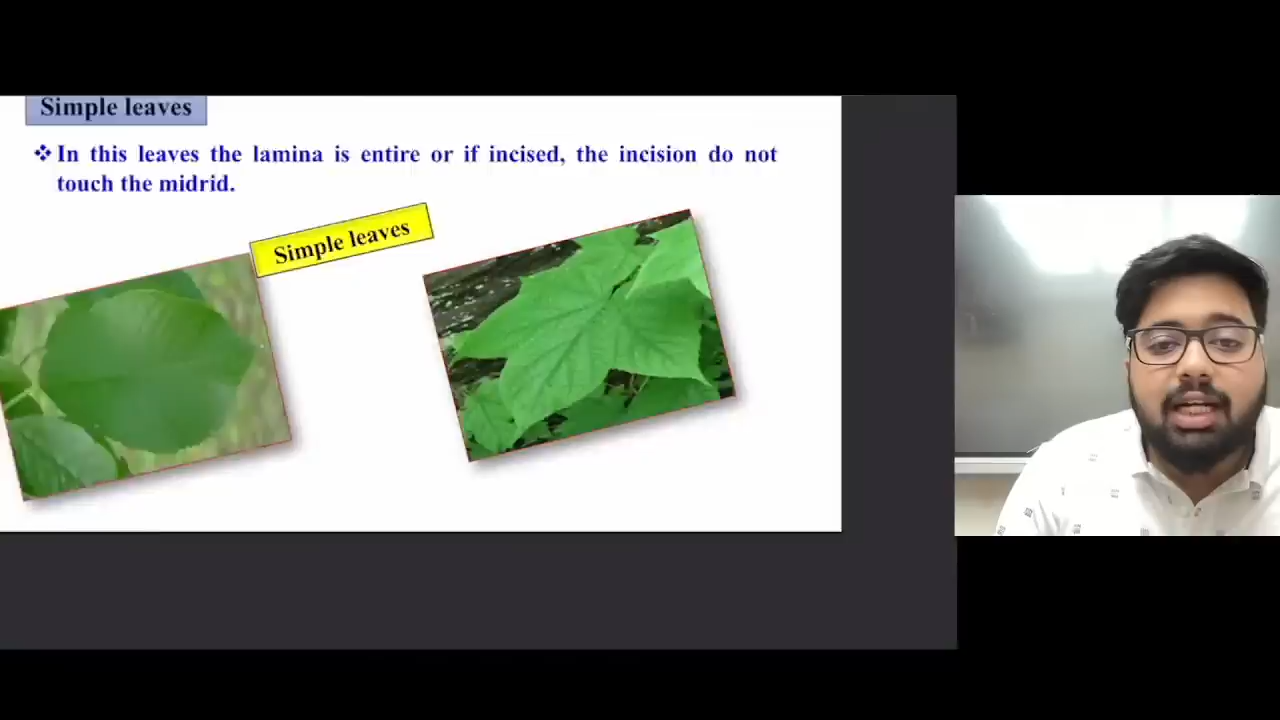 Simple leaves
❖ In this leaves the lamina is entire or if incised, the incision do not
touch the midrid.
Simple leaves